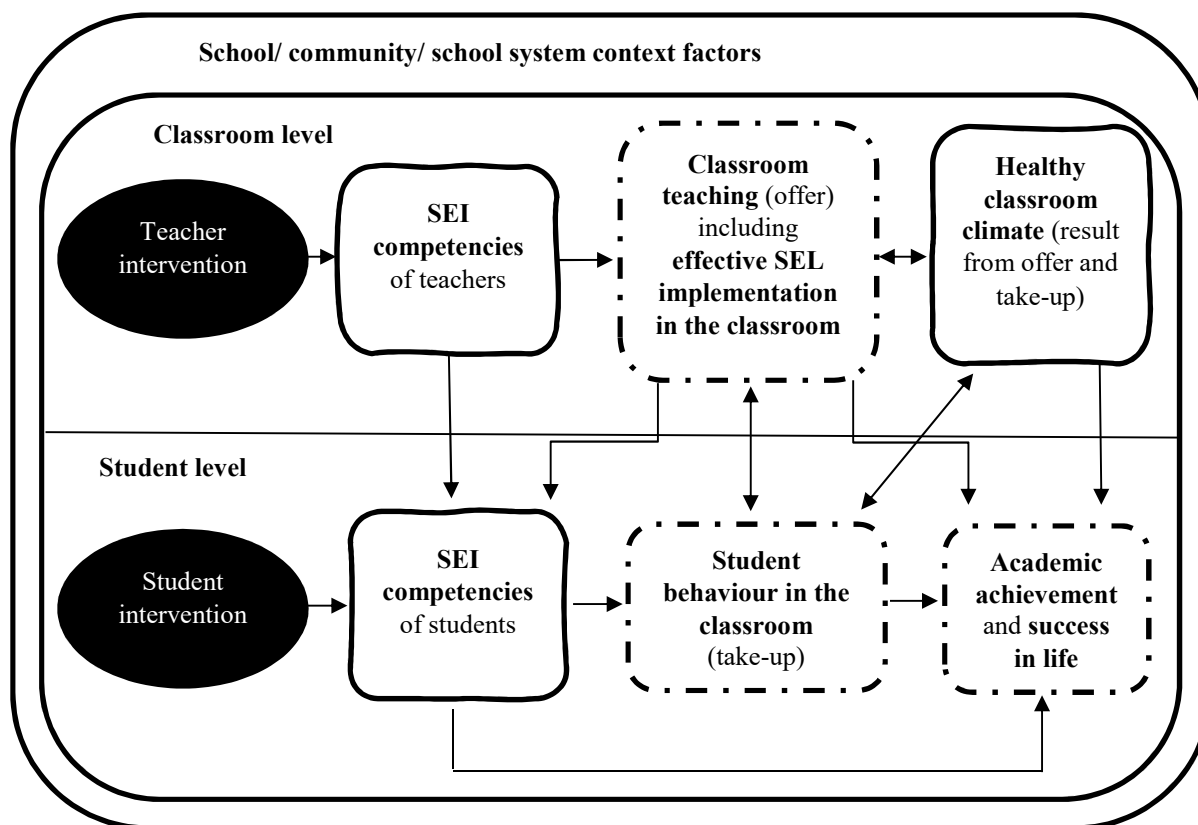 School/ community/ school system context factors
Classroom level
Teacher
intervention
SEI
competencies
of teachers
Classroom
teaching (offer)
including
effective SEL
implementation
in the classroom
Healthy
classroom
climate (result
from offer and
take-up)
Student level
Student
intervention
SEI
competencies
of students
Student
behaviour in the
classroom
(take-up)
Academic
achievement
and success
in life